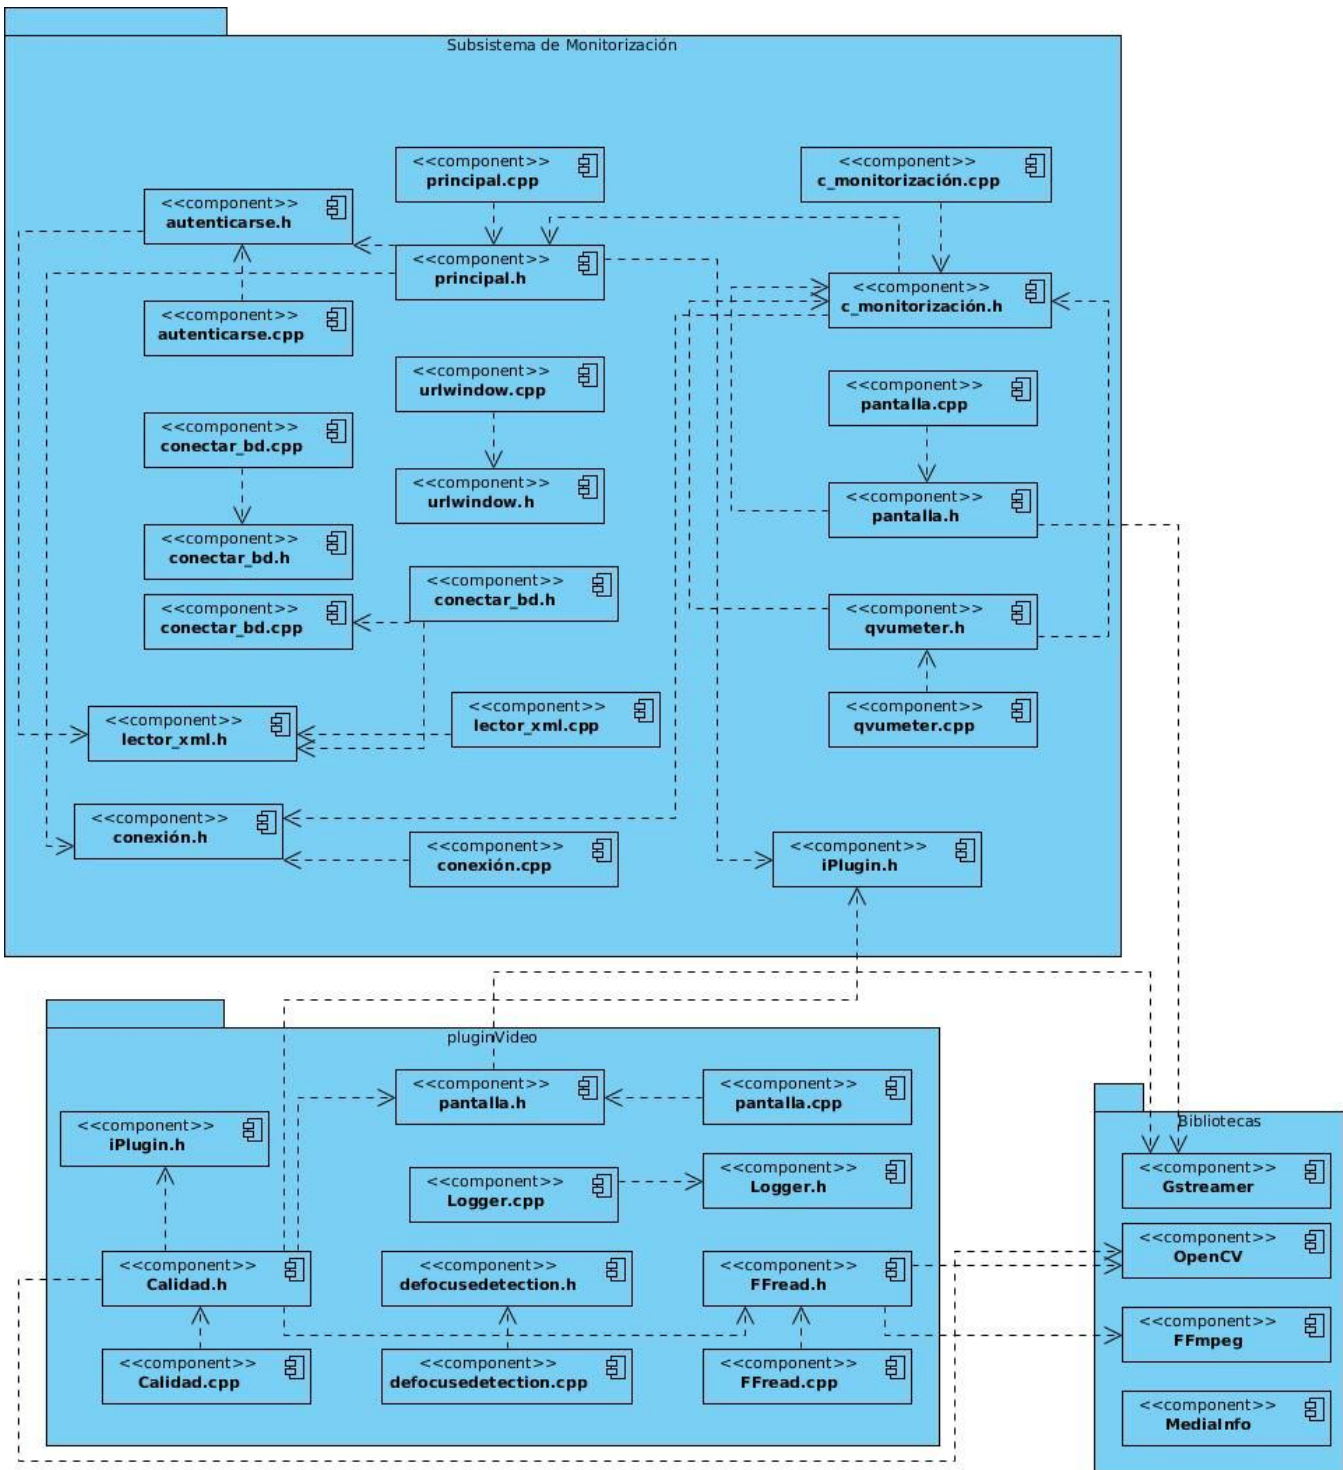 Subsistema de Monitorización
<<component>>
principal.cpp
<<component>>
c_monitorización.cpp
<<component>>
autenticarse.h
<<component>>
principal.h
<<component>>
c_monitorización.h
<<component>>
autenticarse.cpp
<<component>>
urlwindow.cpp
<<component>>
pantalla.cpp
<<component>>
conectar_bd.cpp
<<component>>
urlwindow.h
<<component>>
pantalla.h
<<component>>
conectar_bd.h
<<component>>
conectar_bd.h
<<component>>
conectar_bd.cpp
<<component>>
qvumeter.h
<<component>>
lector_xml.h
<<component>>
lector_xml.cpp
<<component>>
qvumeter.cpp
<<component>>
conexión.h
<<component>>
conexión.cpp
<<component>>
iPlugin.h
pluginVideo
<<component>>
pantalla.h
<<component>>
pantalla.cpp
<<component>>
iPlugin.h
<<component>>
Logger.cpp
<<component>>
Logger.h
<<component>>
Calidad.h
<<component>>
defocusedetection.h
<<component>>
FFread.h
<<component>>
Calidad.cpp
<<component>>
defocusedetection.cpp
<<component>>
FFread.cpp
Bibliotecas
<<component>>
Gstreamer
<<component>>
OpenCV
<<component>>
FFmpeg
<<component>>
MediaInfo